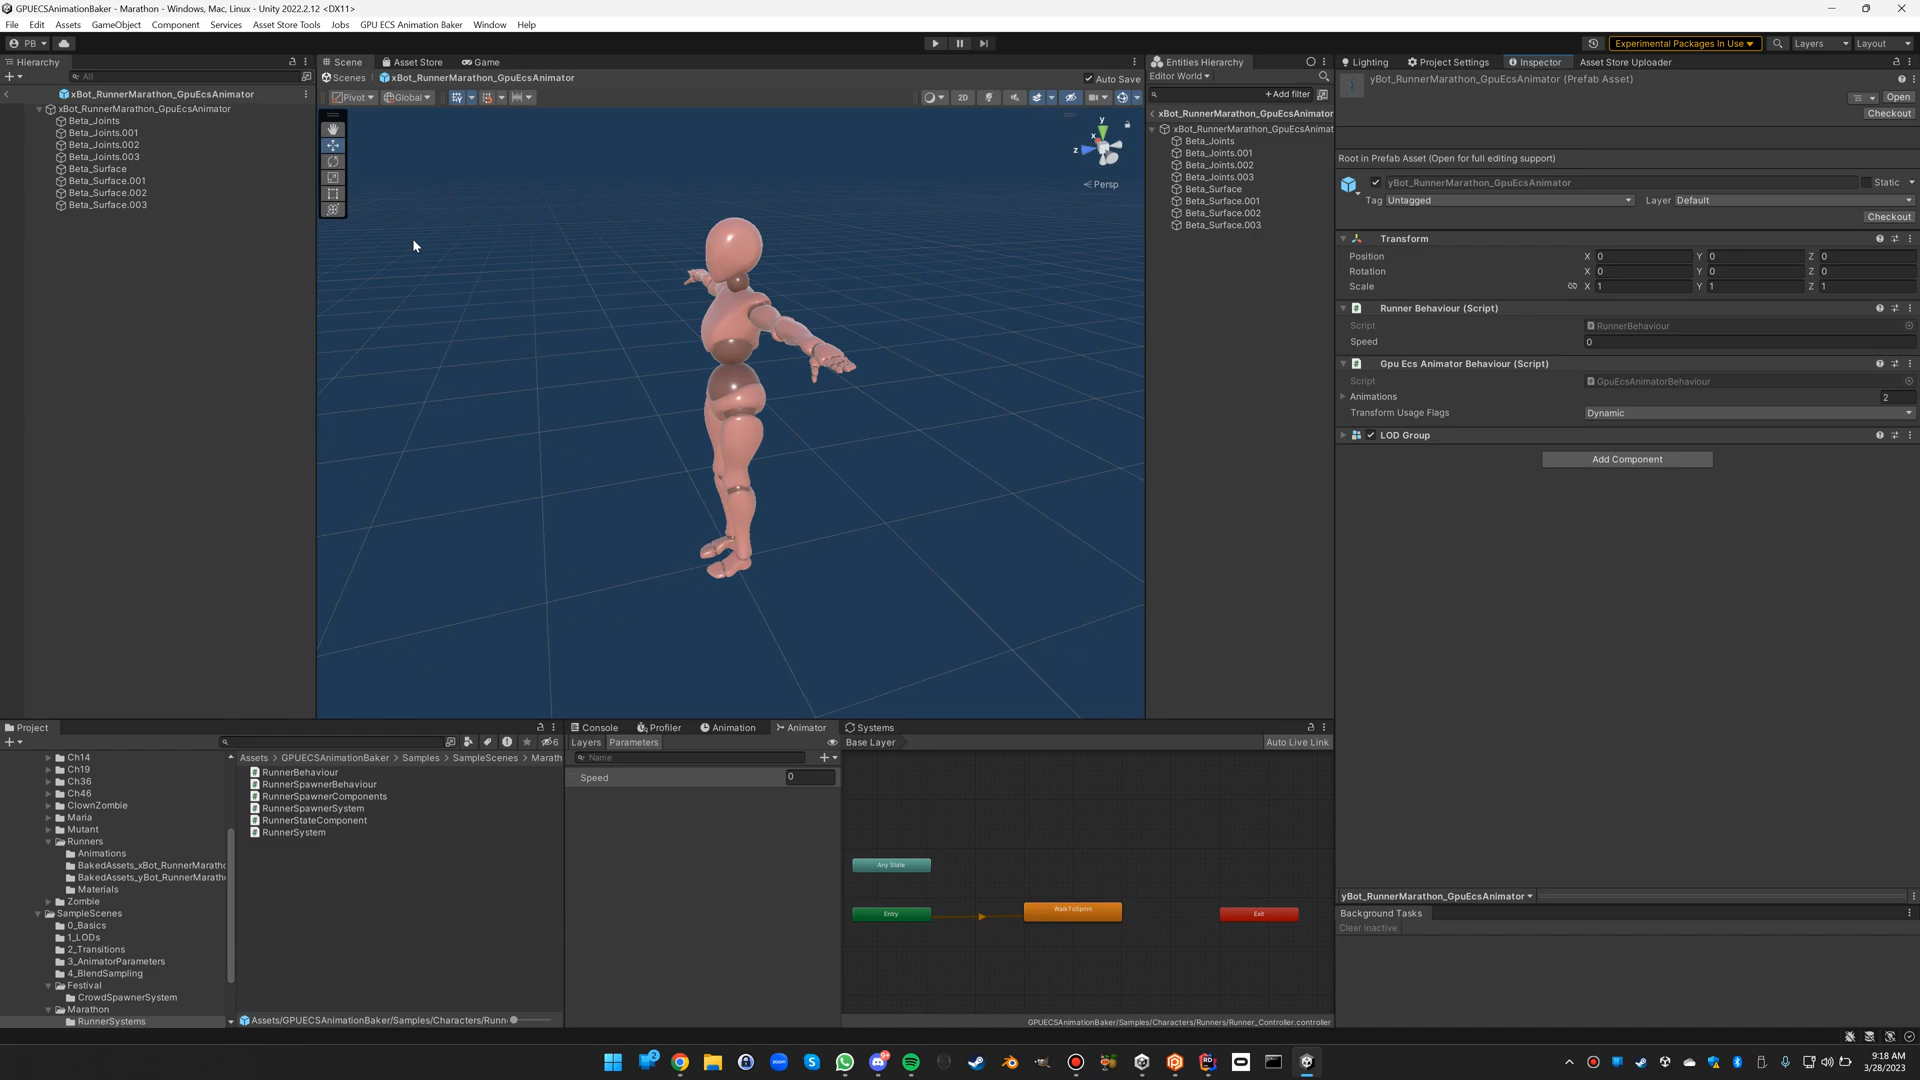 GPUECSAnimationBaker - Marathon - Windows, Mac, Linux - Unity 2022.2.12 <DX11>
File Edit Assets GameObject Component Services Asset Store Tools Jobs GPU ECS Animation Baker Window Help
PB Experimental Packages In Use Layers Layout
Hierarchy
All
xBot_RunnerMarathon_GpuEcsAnimator
xBot_RunnerMarathon_GpuEcsAnimator
Beta_Joints
Beta_Joints.001
Beta_Joints.002
Beta_Joints.003
Beta_Surface
Beta_Surface.001
Beta_Surface.002
Beta_Surface.003
Scene Asset Store Game
Scenes xBot_RunnerMarathon_GpuEcsAnimator Auto Save
Pivot Global 2D
y
x
z
Persp
Entities Hierarchy
Editor World
Add filter
xBot_RunnerMarathon_GpuEcsAnimator
xBot_RunnerMarathon_GpuEcsAnimat
Beta_Joints
Beta_Joints.001
Beta_Joints.002
Beta_Joints.003
Beta_Surface
Beta_Surface.001
Beta_Surface.002
Beta_Surface.003
Lighting Project Settings Inspector Asset Store Uploader
yBot_RunnerMarathon_GpuEcsAnimator (Prefab Asset)
Open
Checkout
Root in Prefab Asset (Open for full editing support)
yBot_RunnerMarathon_GpuEcsAnimator Static
Tag Untagged Layer Default
Checkout
Transform
Position X 0 Y 0 Z 0
Rotation X 0 Y 0 Z 0
Scale X 1 Y 1 Z 1
Runner Behaviour (Script)
Script RunnerBehaviour
Speed 0
Gpu Ecs Animator Behaviour (Script)
Script GpuEcsAnimatorBehaviour
Animations 2
Transform Usage Flags Dynamic
LOD Group
Add Component
yBot_RunnerMarathon_GpuEcsAnimator
Background Tasks
Clear inactive
Project
6
Ch14
Ch19
Ch36
Ch46
ClownZombie
Maria
Mutant
Runners
Animations
BakedAssets_xBot_RunnerMaratho
BakedAssets_yBot_RunnerMarath
Materials
Zombie
SampleScenes
0_Basics
1_LODs
2_Transitions
3_AnimatorParameters
4_BlendSampling
Festival
CrowdSpawnerSystem
Marathon
RunnerSystems
Assets > GPUECSAnimationBaker > Samples > SampleScenes > Marath
RunnerBehaviour
RunnerSpawnerBehaviour
RunnerSpawnerComponents
RunnerSpawnerSystem
RunnerStateComponent
RunnerSystem
Assets/GPUECSAnimationBaker/Samples/Characters/Runn
Console Profiler Animation Animator Systems
Layers Parameters Base Layer Auto Live Link
Name
Speed 0
Any State
Entry
WalkToSprint
Exit
GPUECSAnimationBaker/Samples/Characters/Runners/Runner_Controller.controller
9:18 AM
3/28/2023